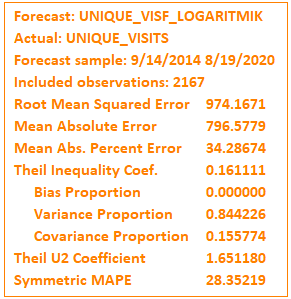 Forecast: UNIQUE_VISF_LOGARITMIK
Actual: UNIQUE_VISITS
Forecast sample: 9/14/2014 8/19/2020
Included observations: 2167
Root Mean Squared Error 974.1671
Mean Absolute Error 796.5779
Mean Abs. Percent Error 34.28674
Theil Inequality Coef. 0.161111
Bias Proportion 0.000000
Variance Proportion 0.844226
Covariance Proportion 0.155774
Theil U2 Coefficient 1.651180
Symmetric MAPE 28.35219